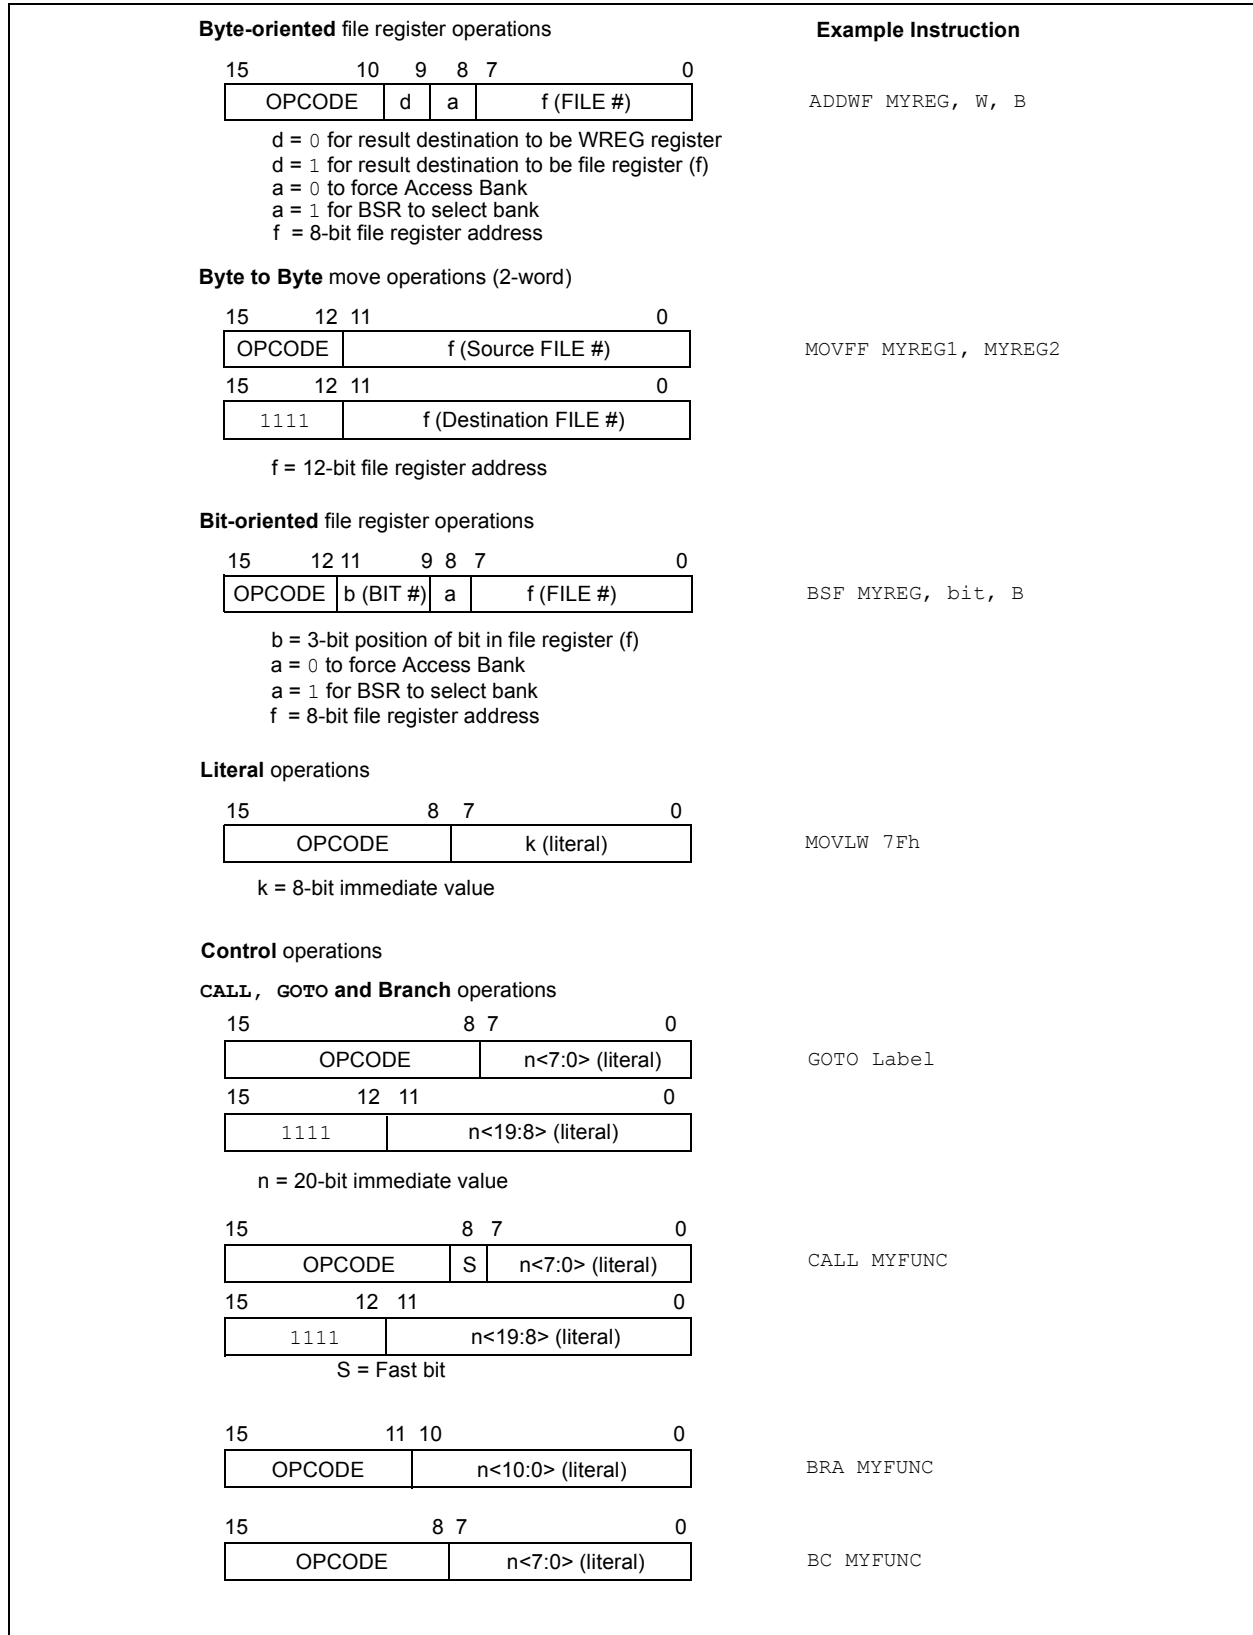 Byte-oriented file register operations Example Instruction
15 10 9 8 7 0
OPCODE d a f (FILE #) ADDWF MYREG, W, B
d = 0 for result destination to be WREG register
d = 1 for result destination to be file register (f)
a = 0 to force Access Bank
a = 1 for BSR to select bank
f = 8-bit file register address
Byte to Byte move operations (2-word)
15 12 11 0
OPCODE f (Source FILE #) MOVFF MYREG1, MYREG2
15 12 11 0
1111 f (Destination FILE #)
f = 12-bit file register address
Bit-oriented file register operations
15 12 11 9 8 7 0
OPCODE b (BIT #) a f (FILE #) BSF MYREG, bit, B
b = 3-bit position of bit in file register (f)
a = 0 to force Access Bank
a = 1 for BSR to select bank
f = 8-bit file register address
Literal operations
15 8 7 0
OPCODE k (literal) MOVLW 7Fh
k = 8-bit immediate value
Control operations
CALL, GOTO and Branch operations
15 8 7 0
OPCODE n<7:0> (literal) GOTO Label
15 12 11 0
1111 n<19:8> (literal)
n = 20-bit immediate value
15 8 7 0
OPCODE S n<7:0> (literal) CALL MYFUNC
15 12 11 0
1111 n<19:8> (literal)
S = Fast bit
15 11 10 0
OPCODE n<10:0> (literal) BRA MYFUNC
15 8 7 0
OPCODE n<7:0> (literal) BC MYFUNC